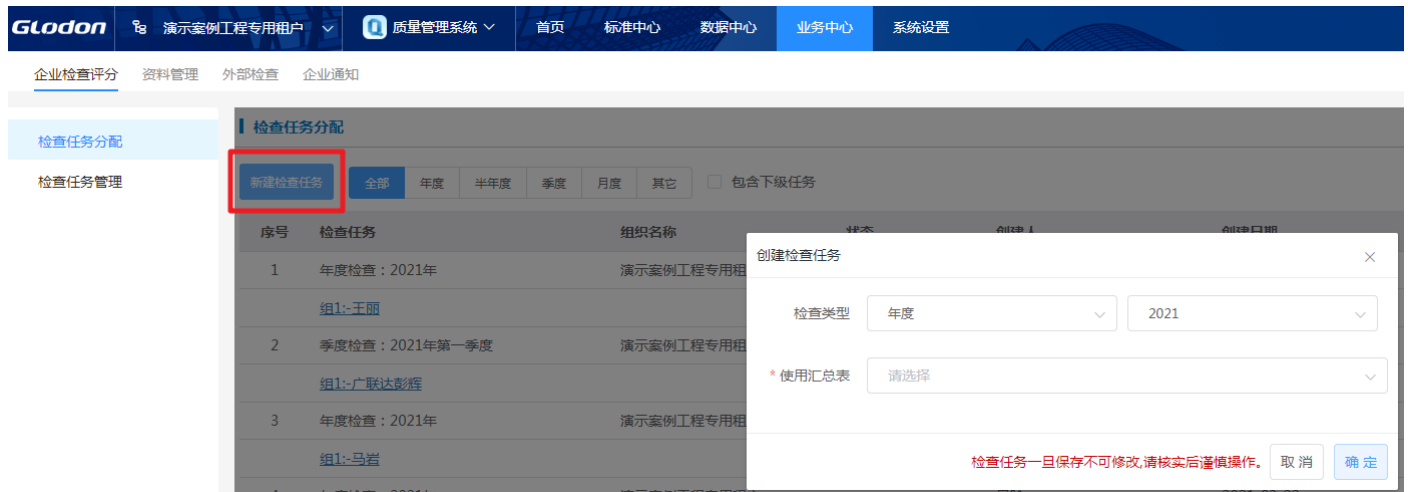 GLODON 演示案例工程专用租户 质量管理系统 首页 标准中心 数据中心 业务中心 系统设置
企业检查评分 资料管理 外部检查 企业通知
检查任务分配
检查任务管理
检查任务分配
新建检查任务 全部 年度 半年度 季度 月度 其它 包含下级任务
序号 检查任务 组织名称 状态 创建人 创建日期
1 年度检查：2021年 演示案例工程专用租
组1:-王丽
2 季度检查：2021年第一季度 演示案例工程专用租
组1:-广联达彭辉
3 年度检查：2021年 演示案例工程专用租
组1:-马岩
创建检查任务
检查类型 年度 2021
* 使用汇总表 请选择
检查任务一旦保存不可修改,请核实后谨慎操作。 取消 确定